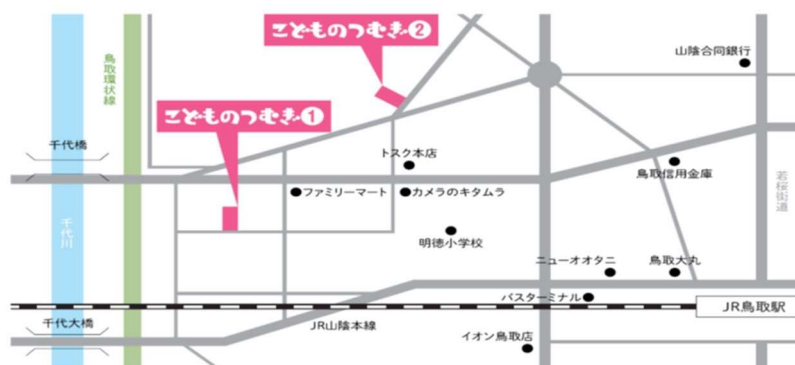 こどものつむぎ❷
山陰合同銀行
鳥取環状線
こどものつむぎ❶
千代橋
トスク本店
鳥取信用金庫
ファミリーマート
カメラのキタムラ
若桜街道
千代川
明徳小学校
ニューオオタニ
鳥取大丸
バスターミナル
JR鳥取駅
千代大橋
JR山陰本線
イオン鳥取店